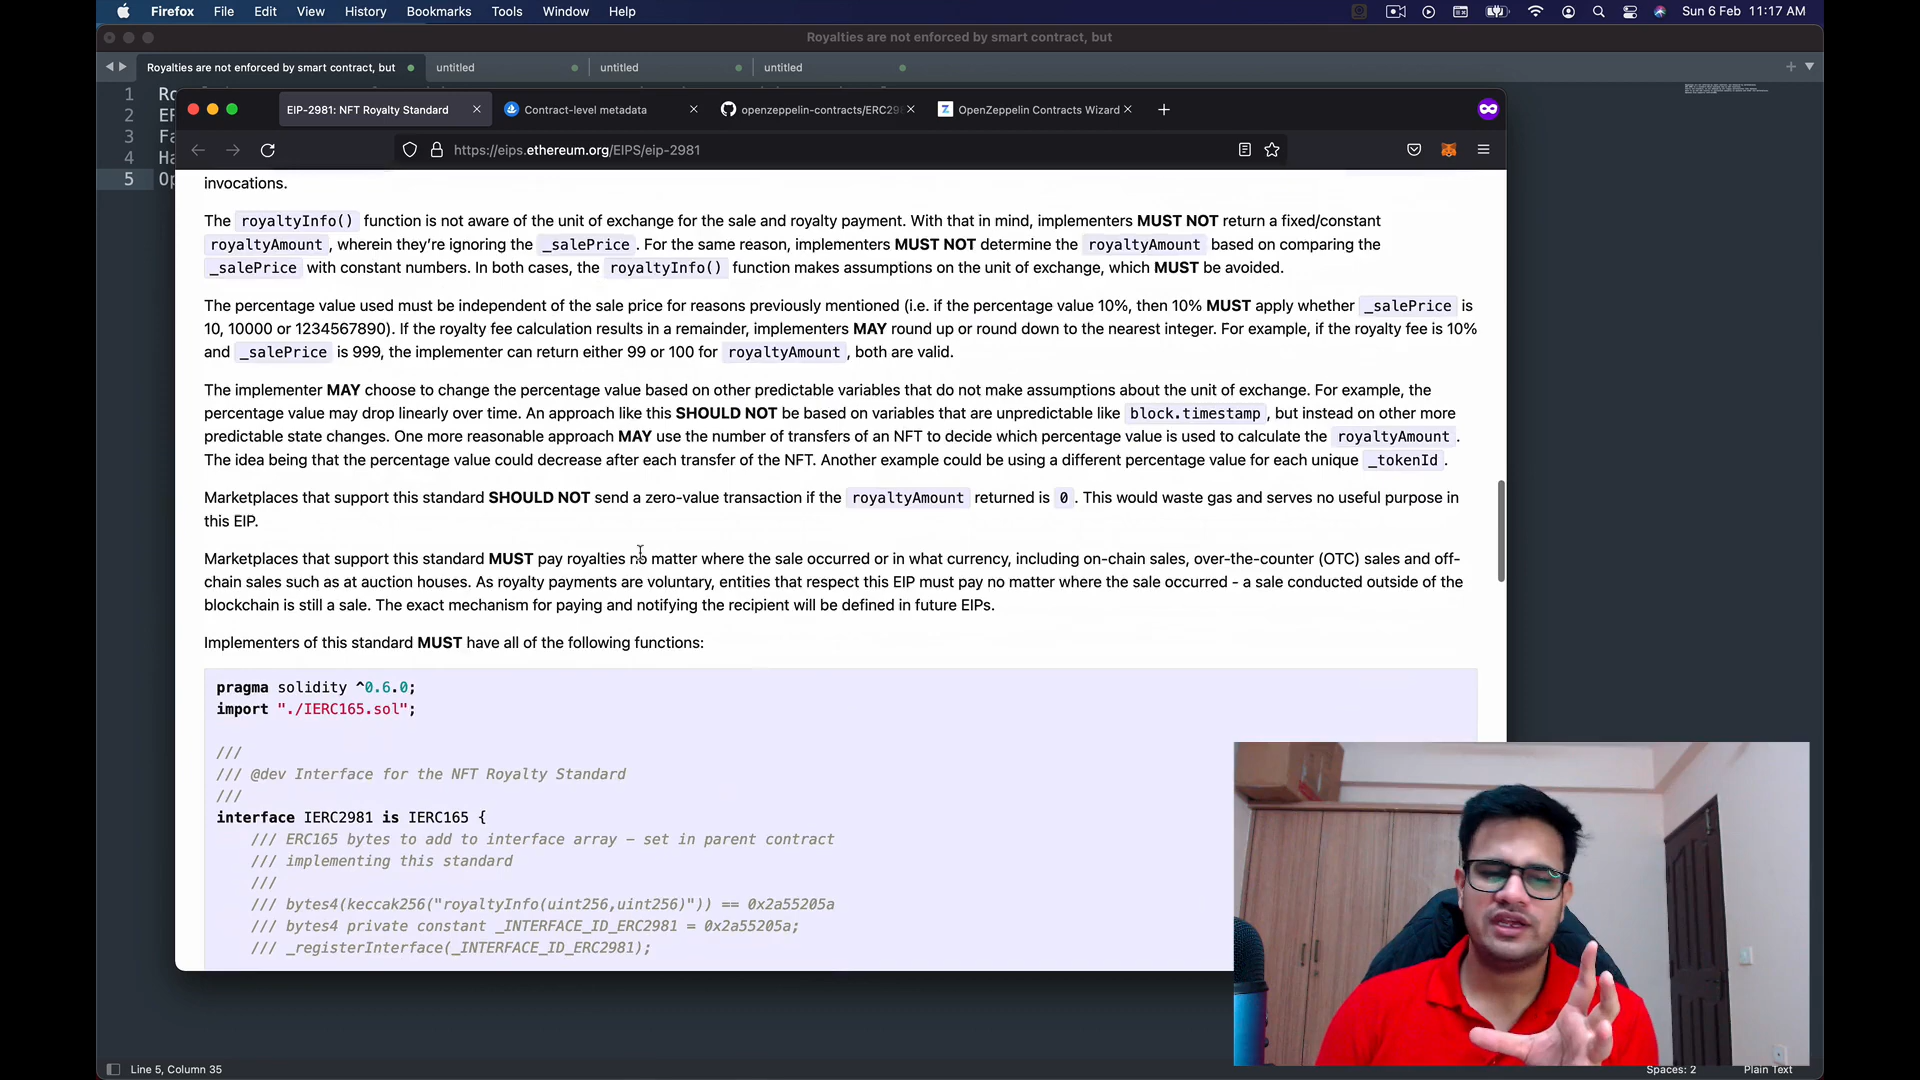 Firefox File Edit View History Bookmarks Tools Window Help Sun 6 Feb 11:17 AM
Royalties are not enforced by smart contract, but
Royalties are not enforced by smart contract, but untitled untitled untitled
1
2
3
4
5
EIP-2981: NFT Royalty Standard Contract-level metadata openzeppelin-contracts/ERC29 OpenZeppelin Contracts Wizard
https://eips.ethereum.org/EIPS/eip-2981
invocations.
The royaltyInfo() function is not aware of the unit of exchange for the sale and royalty payment. With that in mind, implementers MUST NOT return a fixed/constant
royaltyAmount, wherein they’re ignoring the _salePrice. For the same reason, implementers MUST NOT determine the royaltyAmount based on comparing the
_salePrice with constant numbers. In both cases, the royaltyInfo() function makes assumptions on the unit of exchange, which MUST be avoided.
The percentage value used must be independent of the sale price for reasons previously mentioned (i.e. if the percentage value 10%, then 10% MUST apply whether _salePrice is
10, 10000 or 1234567890). If the royalty fee calculation results in a remainder, implementers MAY round up or round down to the nearest integer. For example, if the royalty fee is 10%
and _salePrice is 999, the implementer can return either 99 or 100 for royaltyAmount, both are valid.
The implementer MAY choose to change the percentage value based on other predictable variables that do not make assumptions about the unit of exchange. For example, the
percentage value may drop linearly over time. An approach like this SHOULD NOT be based on variables that are unpredictable like block.timestamp, but instead on other more
predictable state changes. One more reasonable approach MAY use the number of transfers of an NFT to decide which percentage value is used to calculate the royaltyAmount.
The idea being that the percentage value could decrease after each transfer of the NFT. Another example could be using a different percentage value for each unique _tokenId.
Marketplaces that support this standard SHOULD NOT send a zero-value transaction if the royaltyAmount returned is 0. This would waste gas and serves no useful purpose in
this EIP.
Marketplaces that support this standard MUST pay royalties no matter where the sale occurred or in what currency, including on-chain sales, over-the-counter (OTC) sales and off-
chain sales such as at auction houses. As royalty payments are voluntary, entities that respect this EIP must pay no matter where the sale occurred - a sale conducted outside of the
blockchain is still a sale. The exact mechanism for paying and notifying the recipient will be defined in future EIPs.
Implementers of this standard MUST have all of the following functions:
pragma solidity ^0.6.0;
import "./IERC165.sol";
///
/// @dev Interface for the NFT Royalty Standard
///
interface IERC2981 is IERC165 {
/// ERC165 bytes to add to interface array - set in parent contract
/// implementing this standard
///
/// bytes4(keccak256("royaltyInfo(uint256,uint256)")) == 0x2a55205a
/// bytes4 private constant _INTERFACE_ID_ERC2981 = 0x2a55205a;
/// _registerInterface(_INTERFACE_ID_ERC2981);
Line 5, Column 35 Spaces: 2 Plain Text